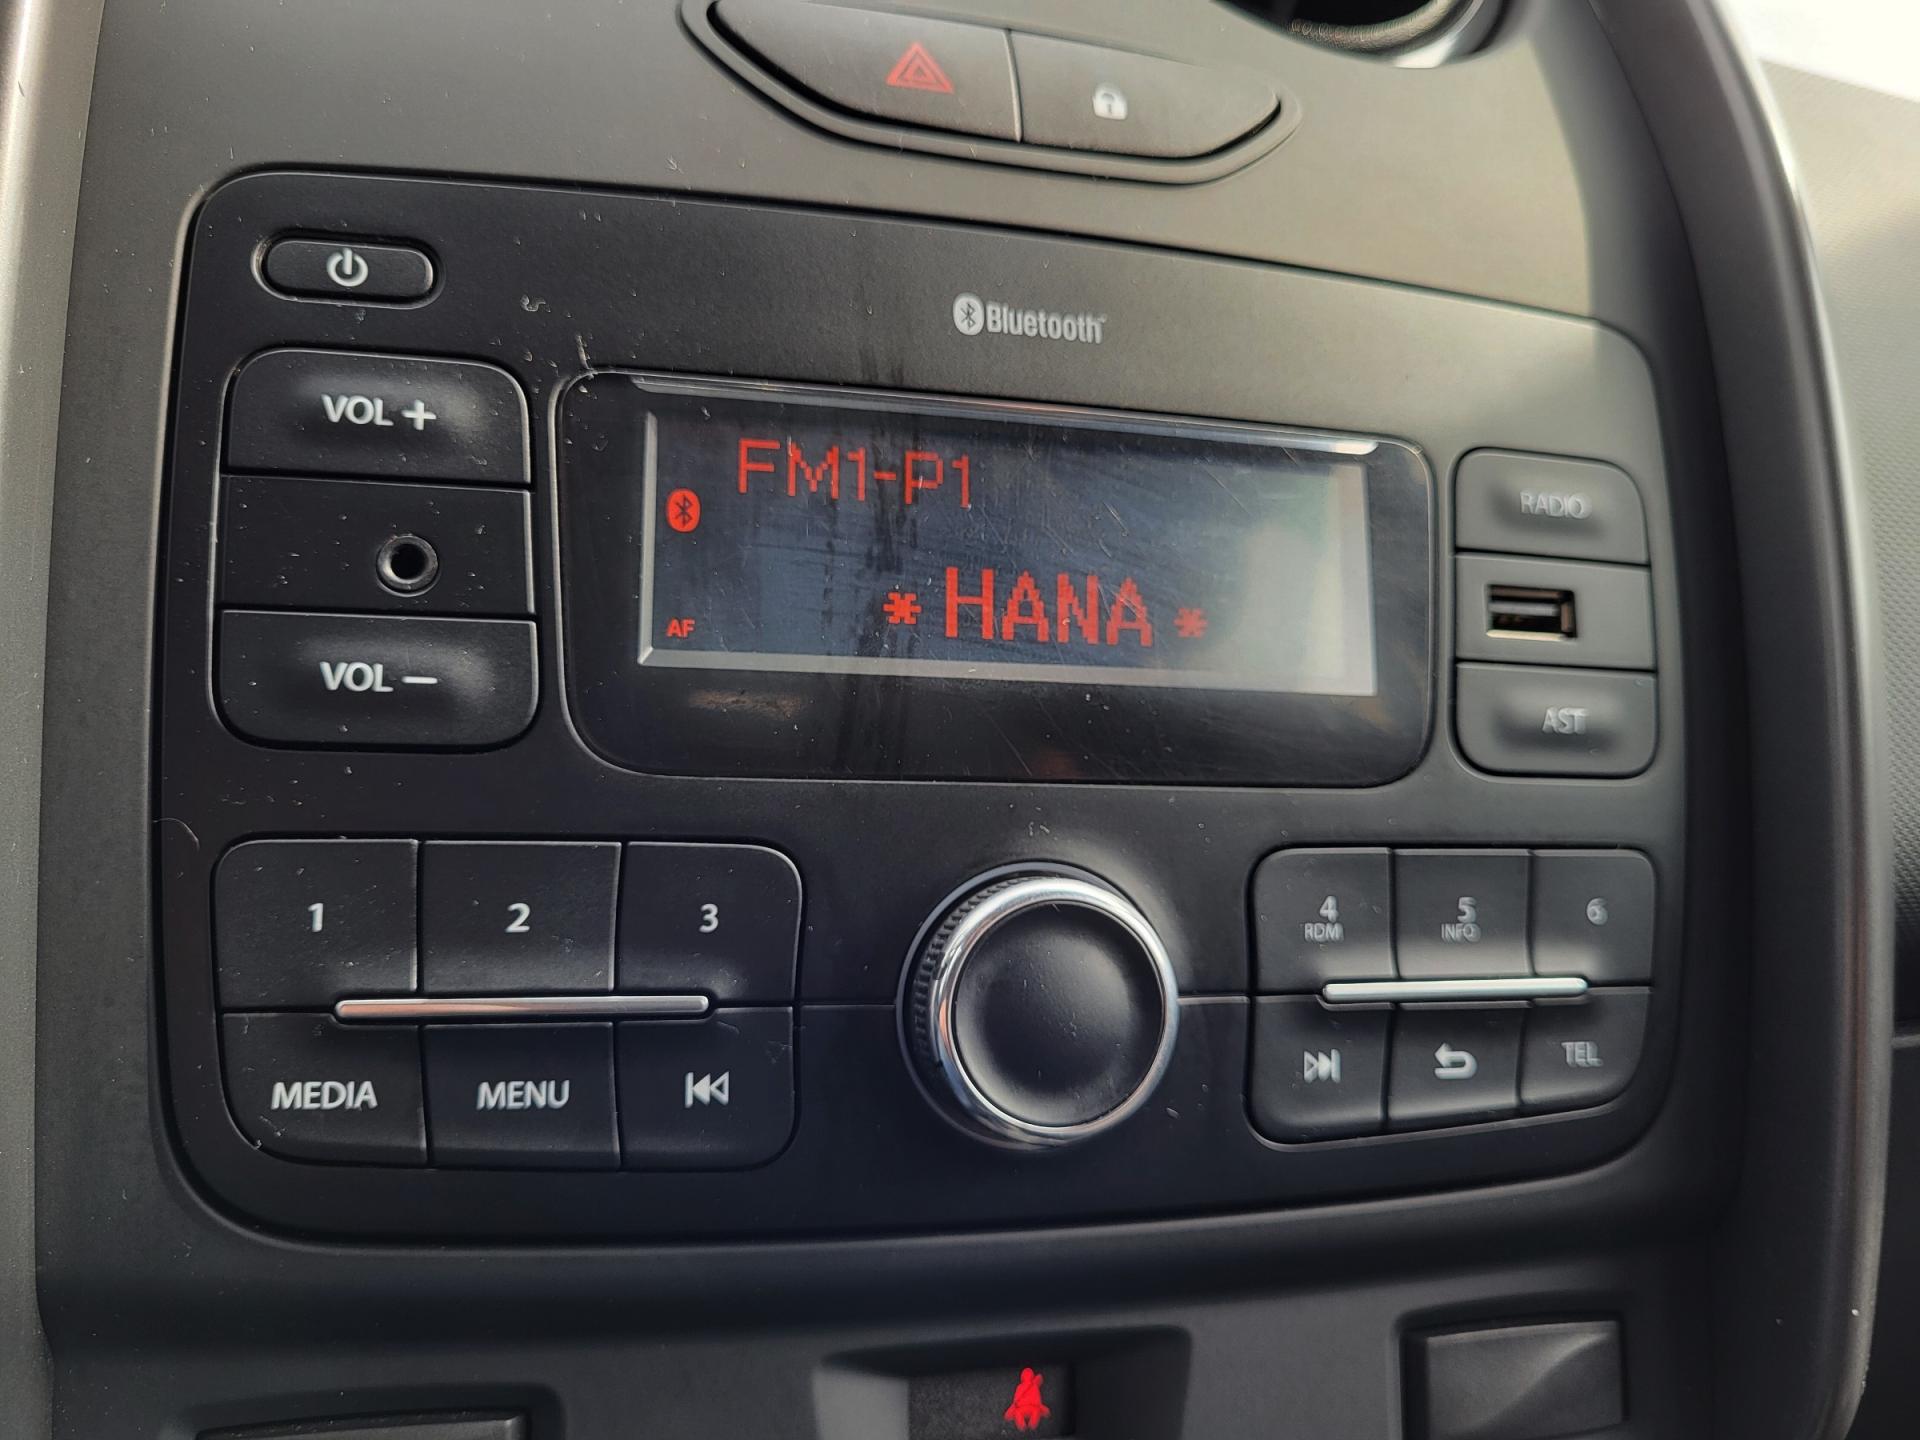 Bluetooth
VOL +
FM1-P1
RADIO
* HANA *
AF
VOL –
AST
1 2 3
4 RDM 5 INFO 6
MEDIA MENU
TEL